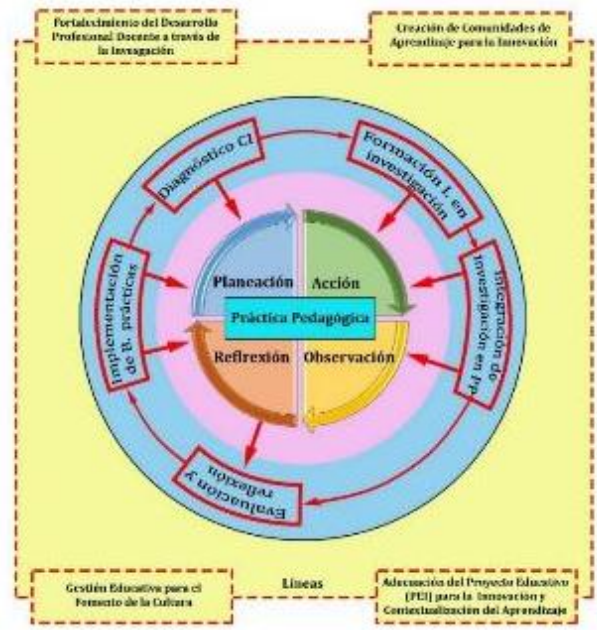 Fortalecimiento del Desarrollo
Profesional Docente a través de
la Invesgación
Creación de Comunidades de
Aprendizaje para la Innovación
Diagnóstico CI
Formación I. en
investigación
Integración de
investigación en PP
Implementación
de B. prácticas
Planeación
Acción
Práctica Pedagógica
Reflrexión
Observación
Evaluación y
reflexión
Gestión Educativa para el
Fomento de la Cultura
Líneas
Adecuación del Proyecto Educativo
(PEI) para la Innovación y
Contextualización del Aprendizaje